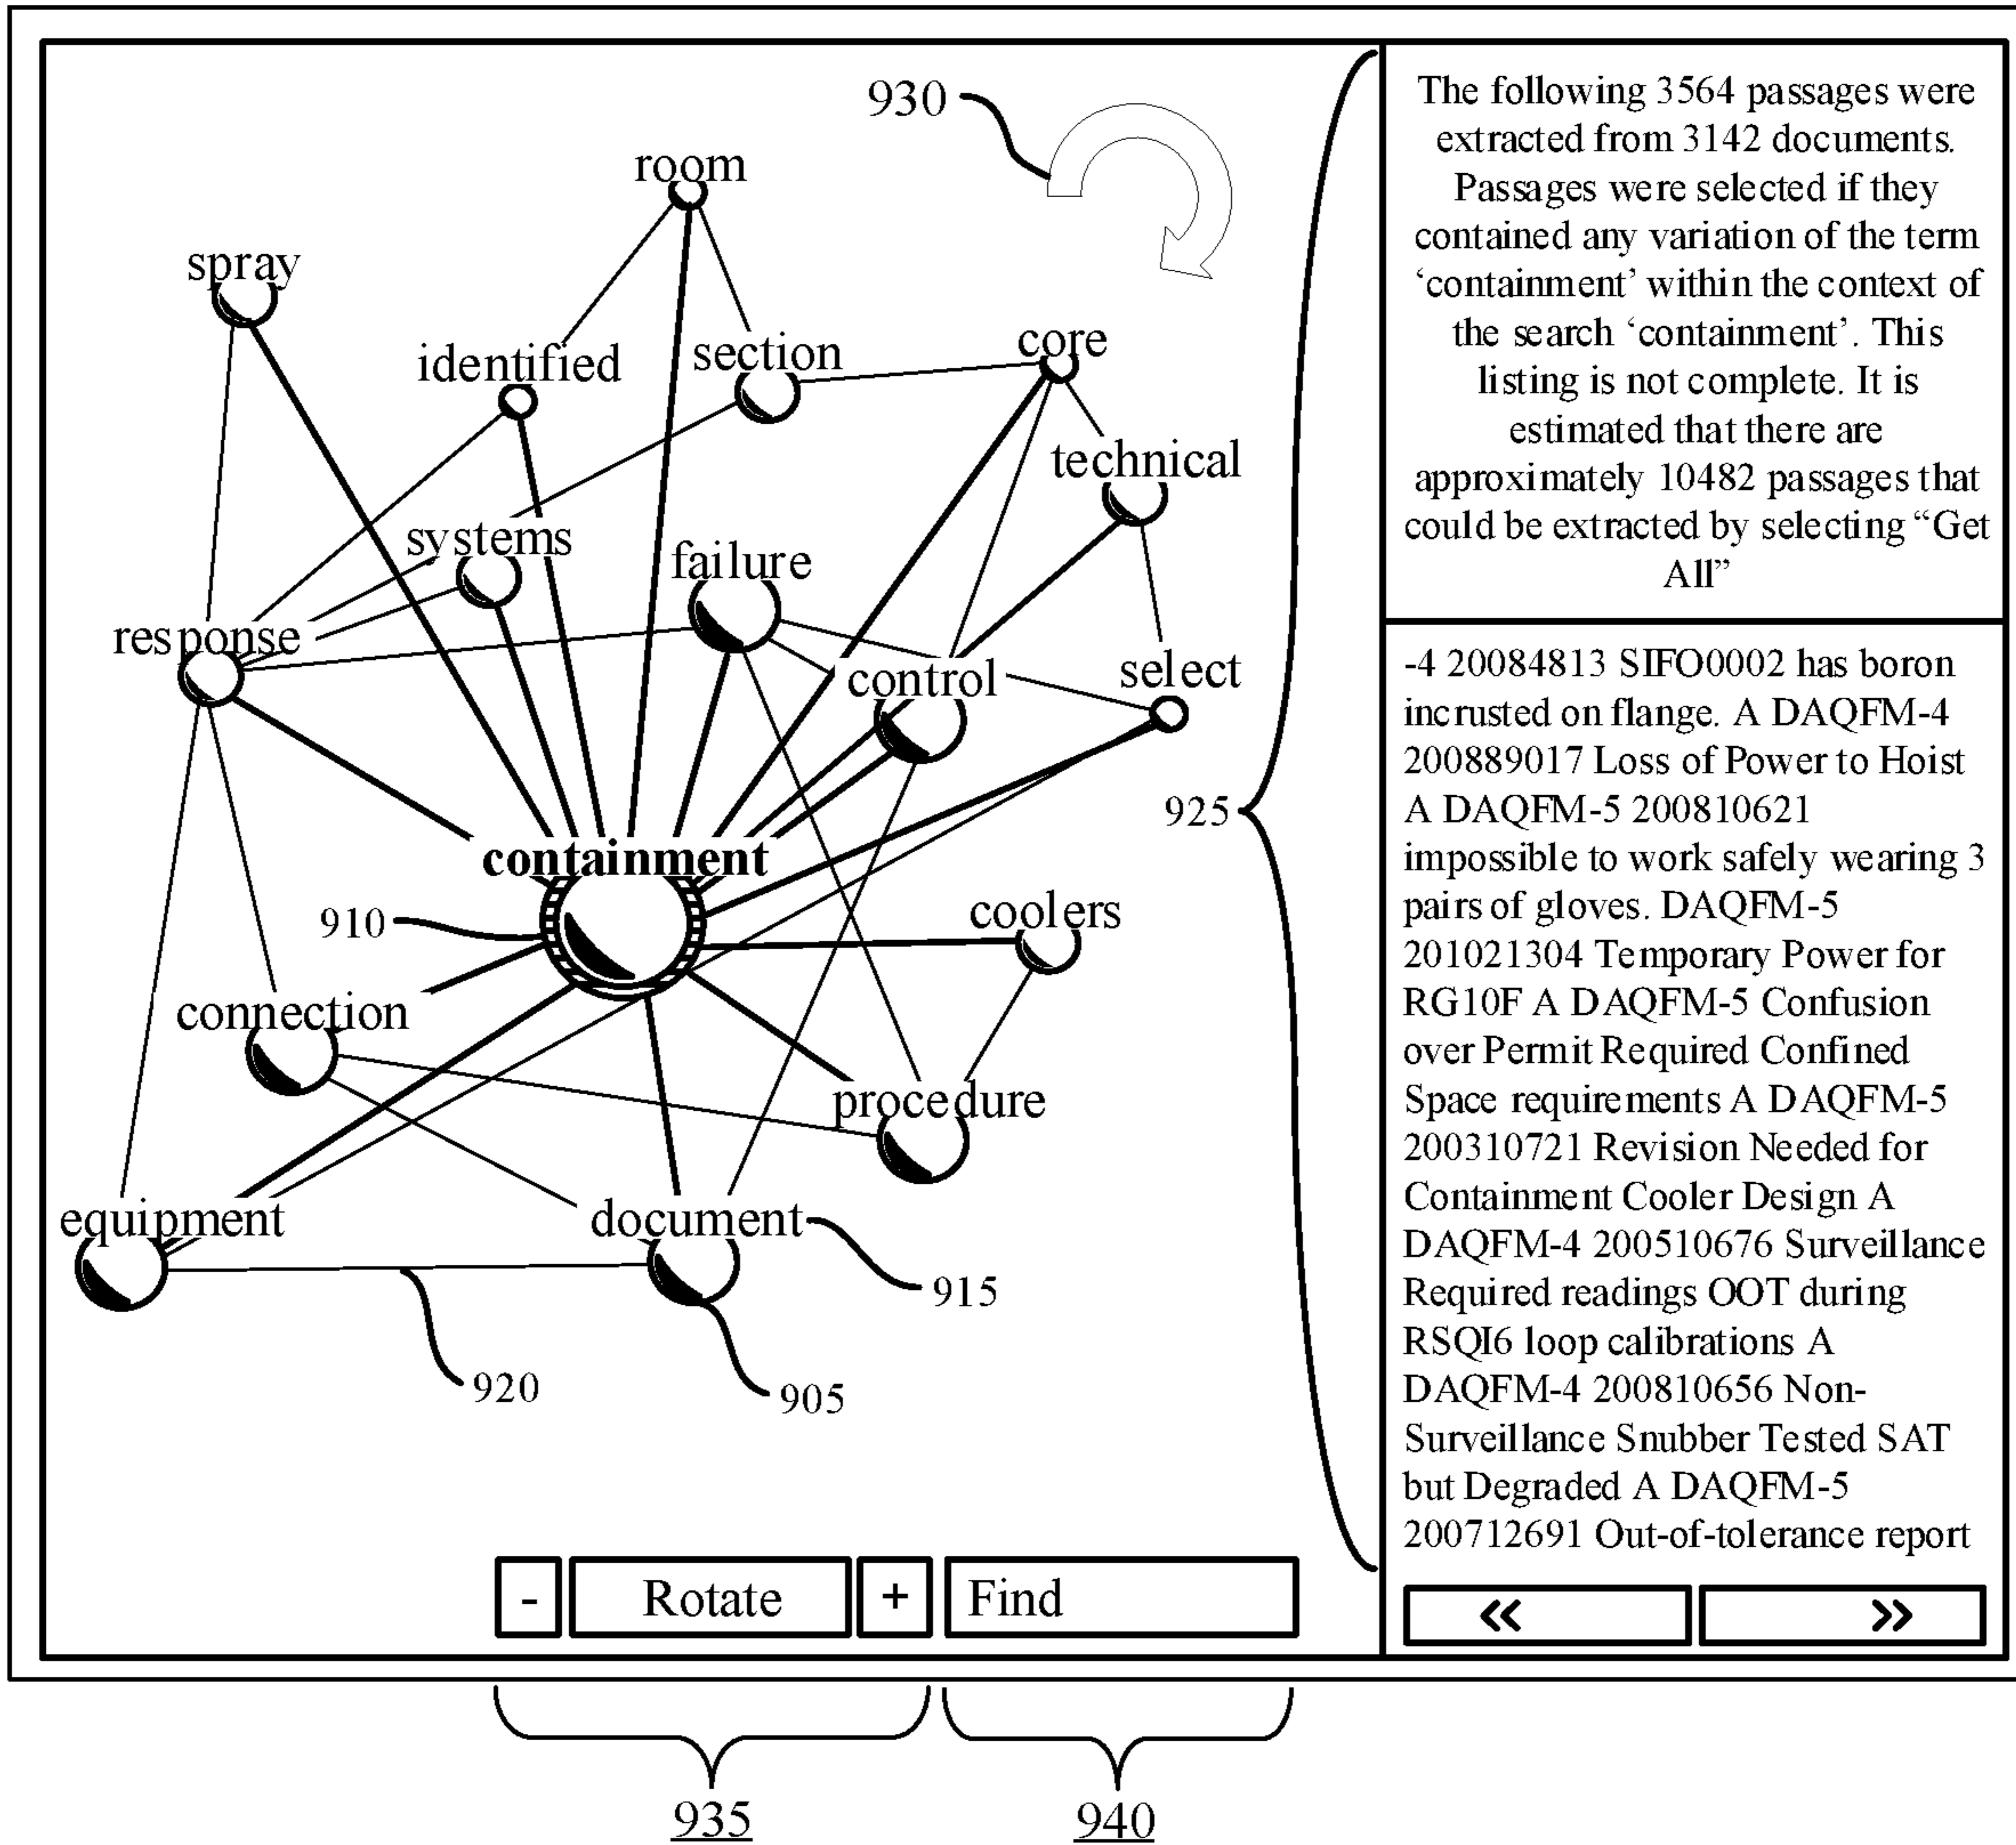 930
room
spray
identified
section
core
technical
systems
failure
response
control
select
containment
910
coolers
connection
procedure
equipment
document
915
920
905
925
- Rotate + Find
935
940
The following 3564 passages were
extracted from 3142 documents.
Passages were selected if they
contained any variation of the term
‘containment’ within the context of
the search ‘containment’. This
listing is not complete. It is
estimated that there are
approximately 10482 passages that
could be extracted by selecting “Get
All”
-4 20084813 SIFO0002 has boron
incrusted on flange. A DAQFM-4
200889017 Loss of Power to Hoist
A DAQFM-5 200810621
impossible to work safely wearing 3
pairs of gloves. DAQFM-5
201021304 Temporary Power for
RG10F A DAQFM-5 Confusion
over Permit Required Confined
Space requirements A DAQFM-5
200310721 Revision Needed for
Containment Cooler Design A
DAQFM-4 200510676 Surveillance
Required readings OOT during
RSQI6 loop calibrations A
DAQFM-4 200810656 Non-
Surveillance Snubber Tested SAT
but Degraded A DAQFM-5
200712691 Out-of-tolerance report
« »